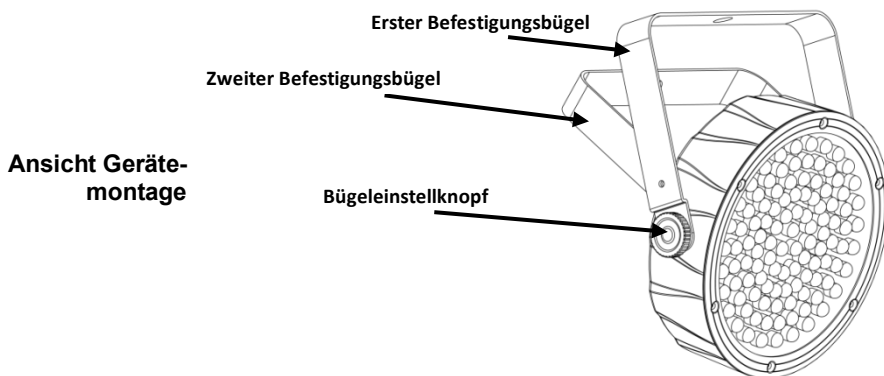 Erster Befestigungsbügel
Zweiter Befestigungsbügel
Ansicht Geräte-
montage
Bügeleinstellknopf